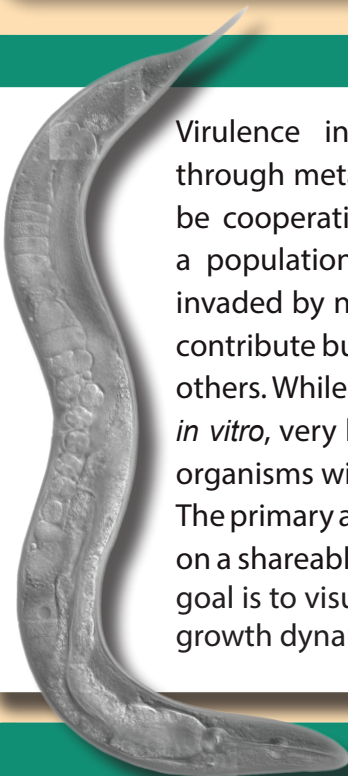 Virulence in
through meta
be cooperati
a population
invaded by n
contribute bu
others. While
in vitro, very
organisms wi
The primary a
on a shareabl
goal is to visu
growth dyna